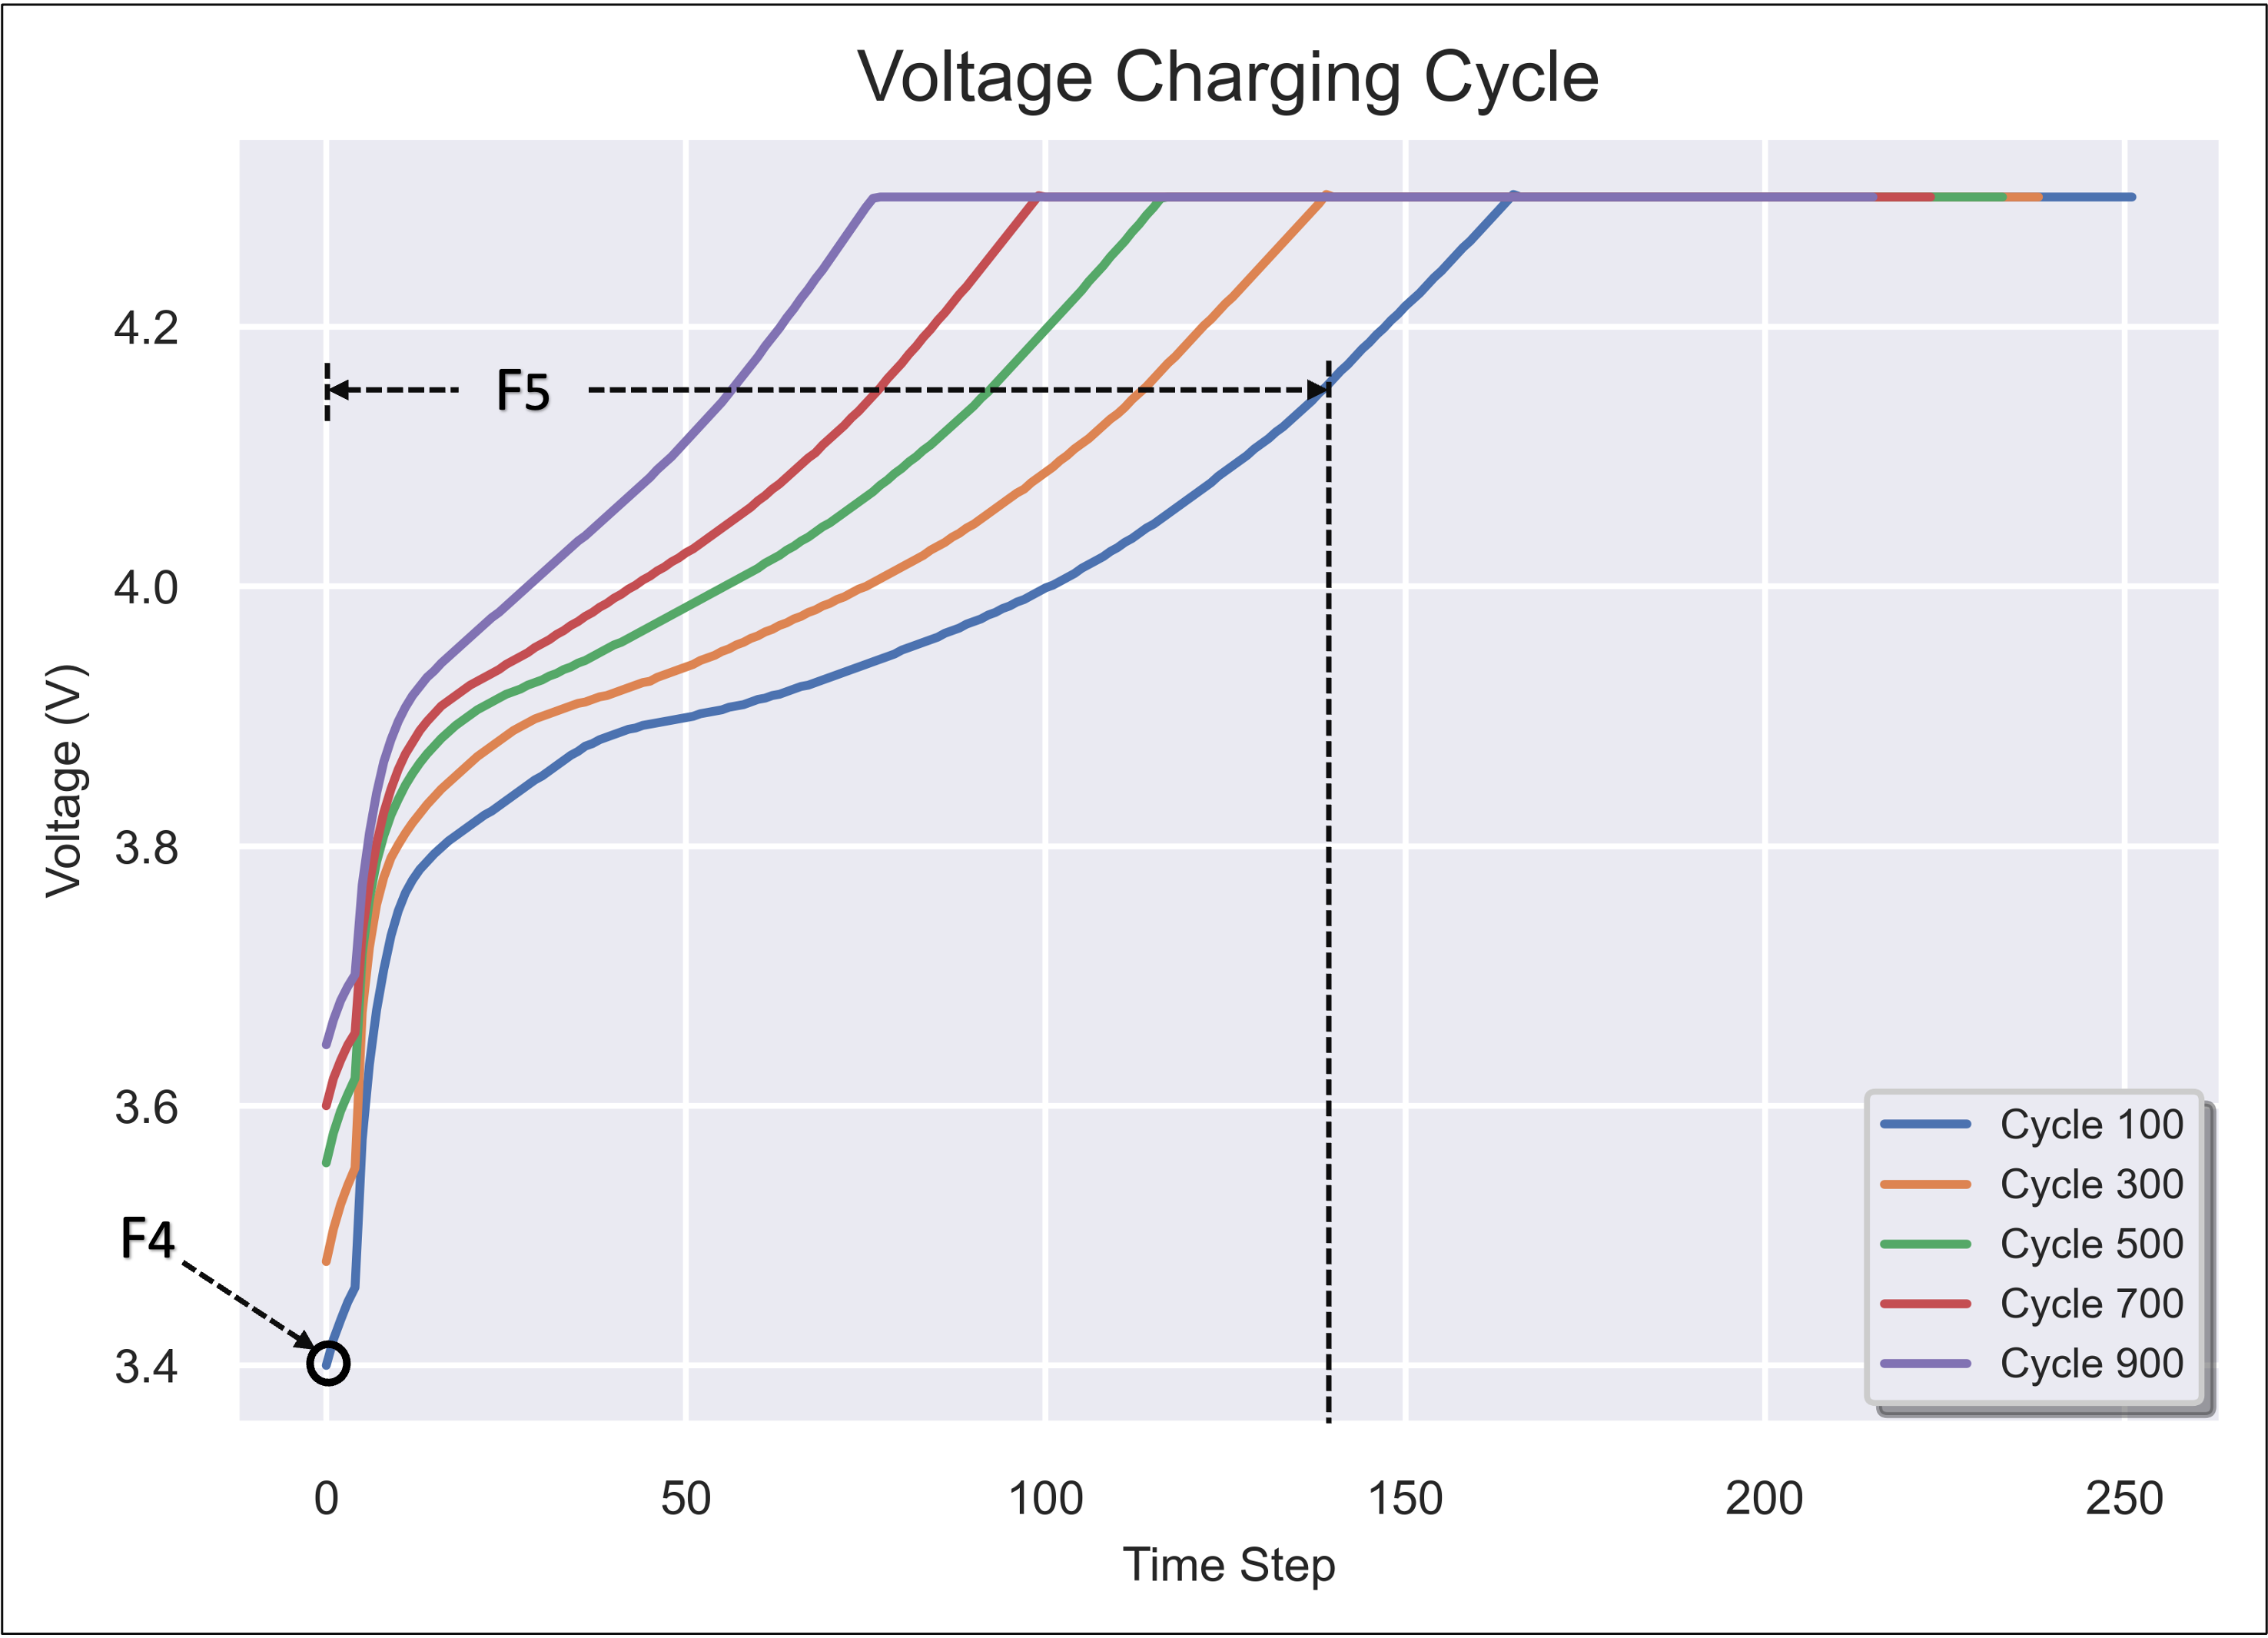 Voltage Charging Cycle
Voltage (V)
4.2
4.0
3.8
3.6
3.4
F5
F4
Cycle 100
Cycle 300
Cycle 500
Cycle 700
Cycle 900
0 50 100 150 200 250
Time Step